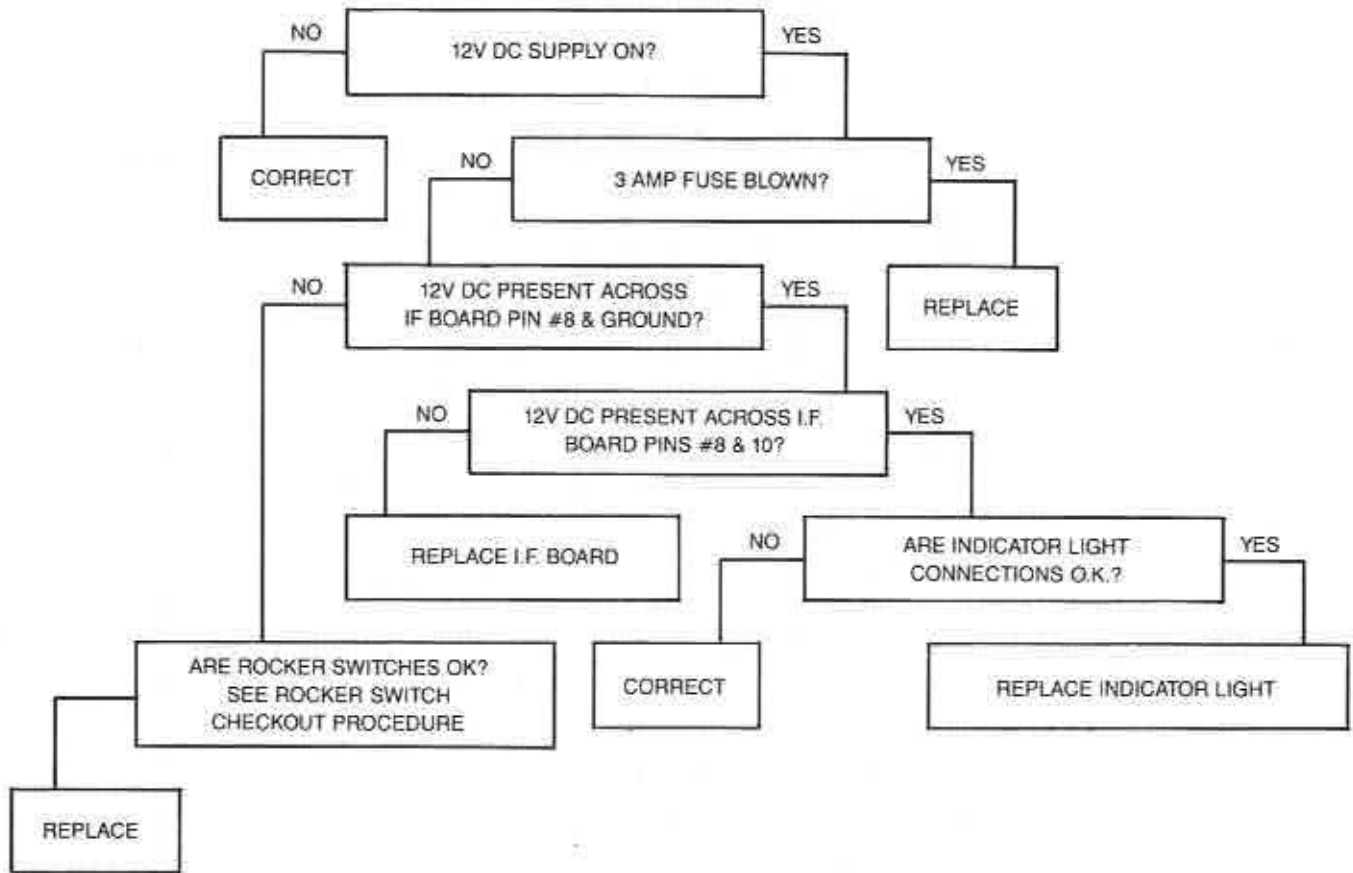 NO
12V DC SUPPLY ON?
YES
CORRECT
NO
3 AMP FUSE BLOWN?
YES
NO
12V DC PRESENT ACROSS
IF BOARD PIN #8 & GROUND?
YES
REPLACE
NO
12V DC PRESENT ACROSS I.F.
BOARD PINS #8 & 10?
YES
REPLACE I.F. BOARD
NO
ARE INDICATOR LIGHT
CONNECTIONS O.K.?
YES
ARE ROCKER SWITCHES OK?
SEE ROCKER SWITCH
CHECKOUT PROCEDURE
CORRECT
REPLACE INDICATOR LIGHT
REPLACE